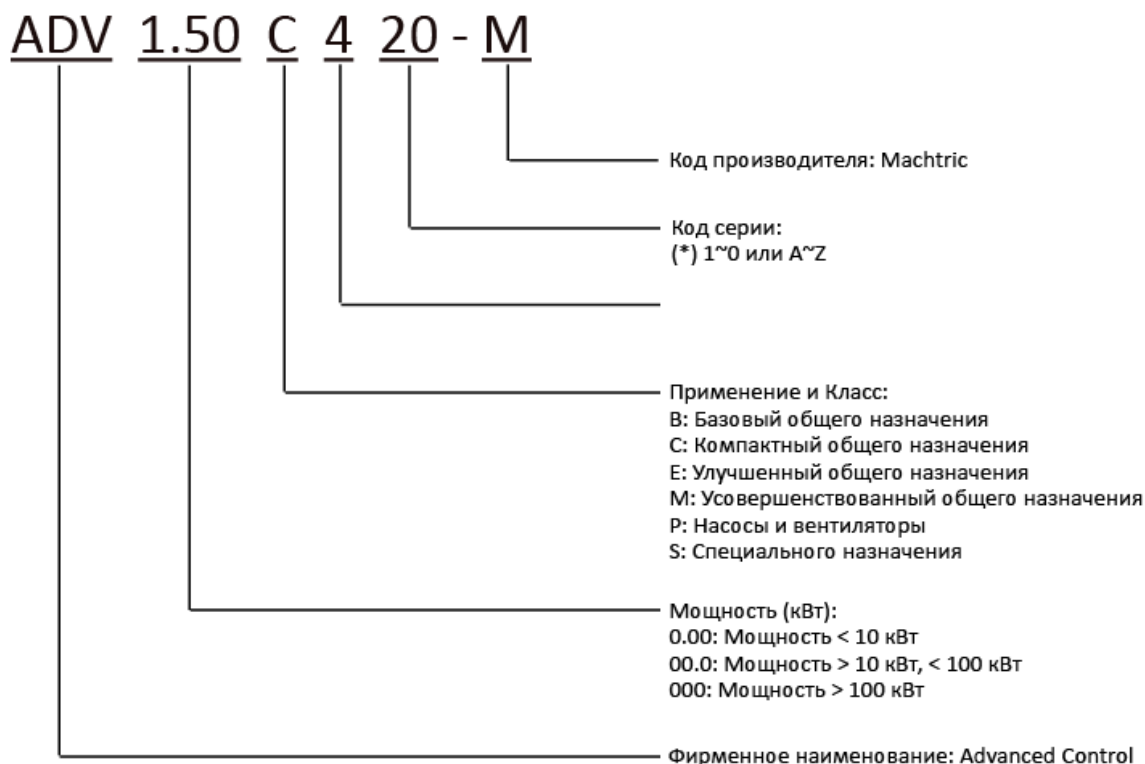 ADV 1.50 C 4 20 - M
Код производителя: Machtric
Код серии:
(*) 1~0 или A~Z
Применение и Класс:
B: Базовый общего назначения
C: Компактный общего назначения
E: Улучшенный общего назначения
M: Усовершенствованный общего назначения
P: Насосы и вентиляторы
S: Специального назначения
Мощность (кВт):
0.00: Мощность < 10 кВт
00.0: Мощность > 10 кВт, < 100 кВт
000: Мощность > 100 кВт
Фирменное наименование: Advanced Control